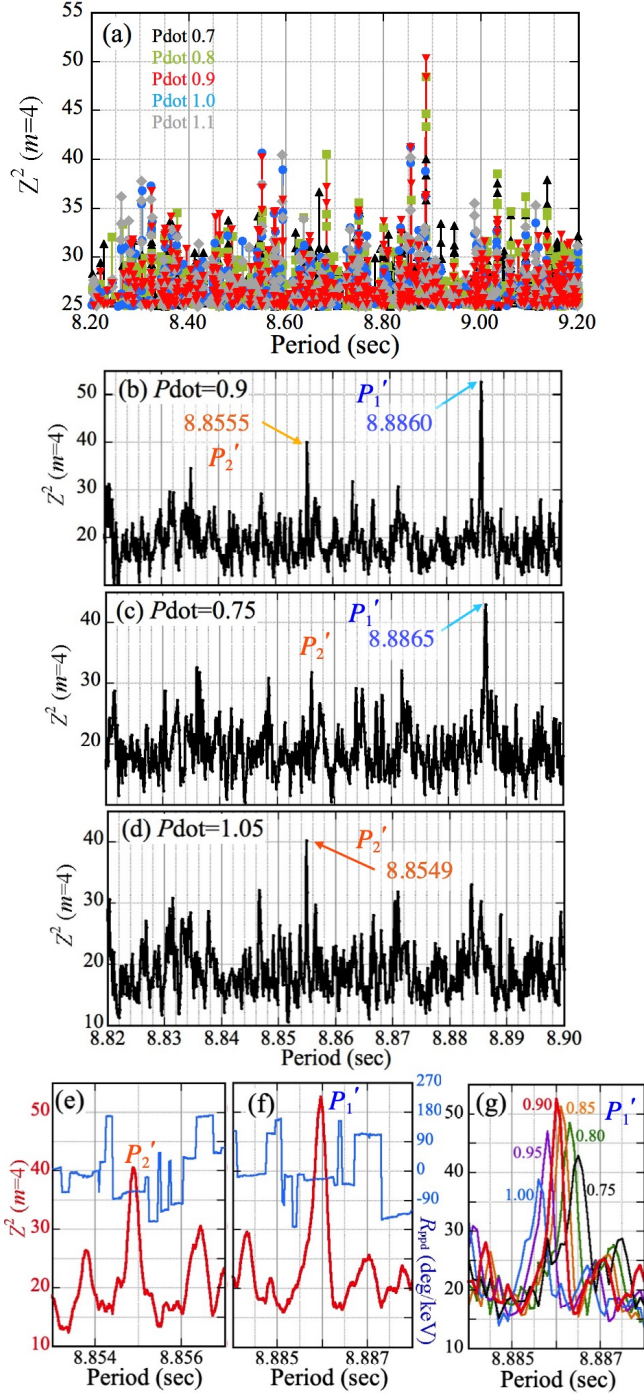 (a)
Pdot 0.7
Pdot 0.8
Pdot 0.9
Pdot 1.0
Pdot 1.1
55
50
45
40
35
30
25
Z² (m=4)
8.20 8.40 8.60 8.80 9.00 9.20
Period (sec)
(b) Pdot=0.9
P₁′
8.8860
8.8555
P₂′
50
40
30
20
Z² (m=4)
(c) Pdot=0.75
P₁′
8.8865
P₂′
40
30
20
Z² (m=4)
(d) Pdot=1.05
P₂′
8.8549
40
30
20
10
Z² (m=4)
8.82 8.83 8.84 8.85 8.86 8.87 8.88 8.89 8.90
Period (sec)
(e)
P₂′
50
40
30
20
10
Z² (m=4)
8.854 8.856
Period (sec)
(f)
P₁′
270
180
90
0
-90
Rppd (deg/keV)
8.885 8.887
Period (sec)
(g)
P₁′
0.90
0.85
0.95
0.80
1.00
0.75
50
40
30
20
10
8.885 8.887
Period (sec)